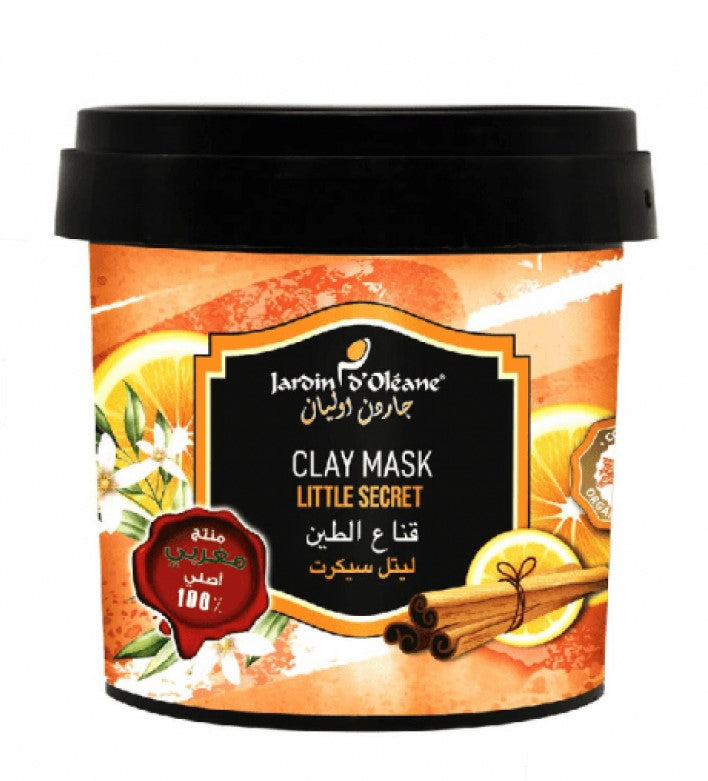 Jardin d'Oléane®
جاردن اوليان
CLAY MASK
LITTLE SECRET
قناع الطين
ليتل سيكرت
منتج
مغربي
أصلي
100٪